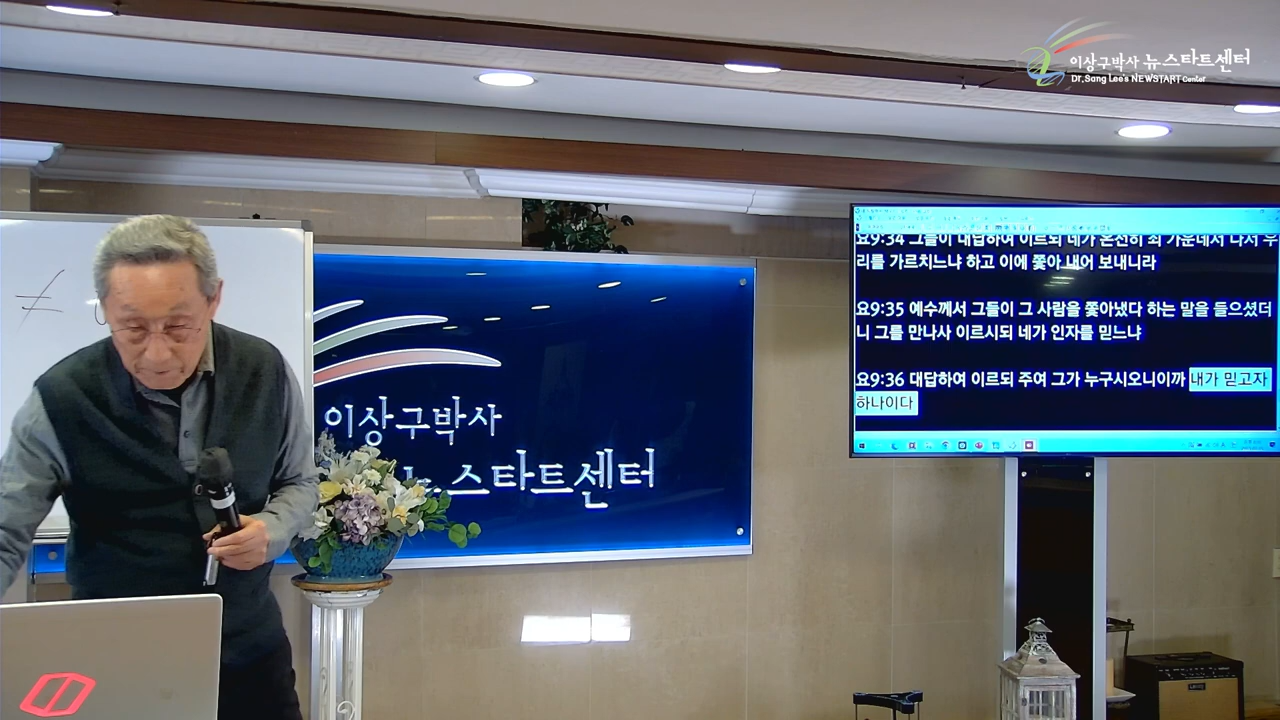 이상구박사 뉴스타트센터
Dr. Sang Lee's NEWSTART Center
≠
요9:34 그들이 대답하여 이르되 네가 온전히 죄 가운데서 나서 우
리를 가르치느냐 하고 이에 쫓아 내어 보내니라
요9:35 예수께서 그들이 그 사람을 쫓아냈다 하는 말을 들으셨더
니 그를 만나사 이르시되 네가 인자를 믿느냐
요9:36 대답하여 이르되 주여 그가 누구시오니이까 내가 믿고자
하나이다
이상구박사
스타트센터